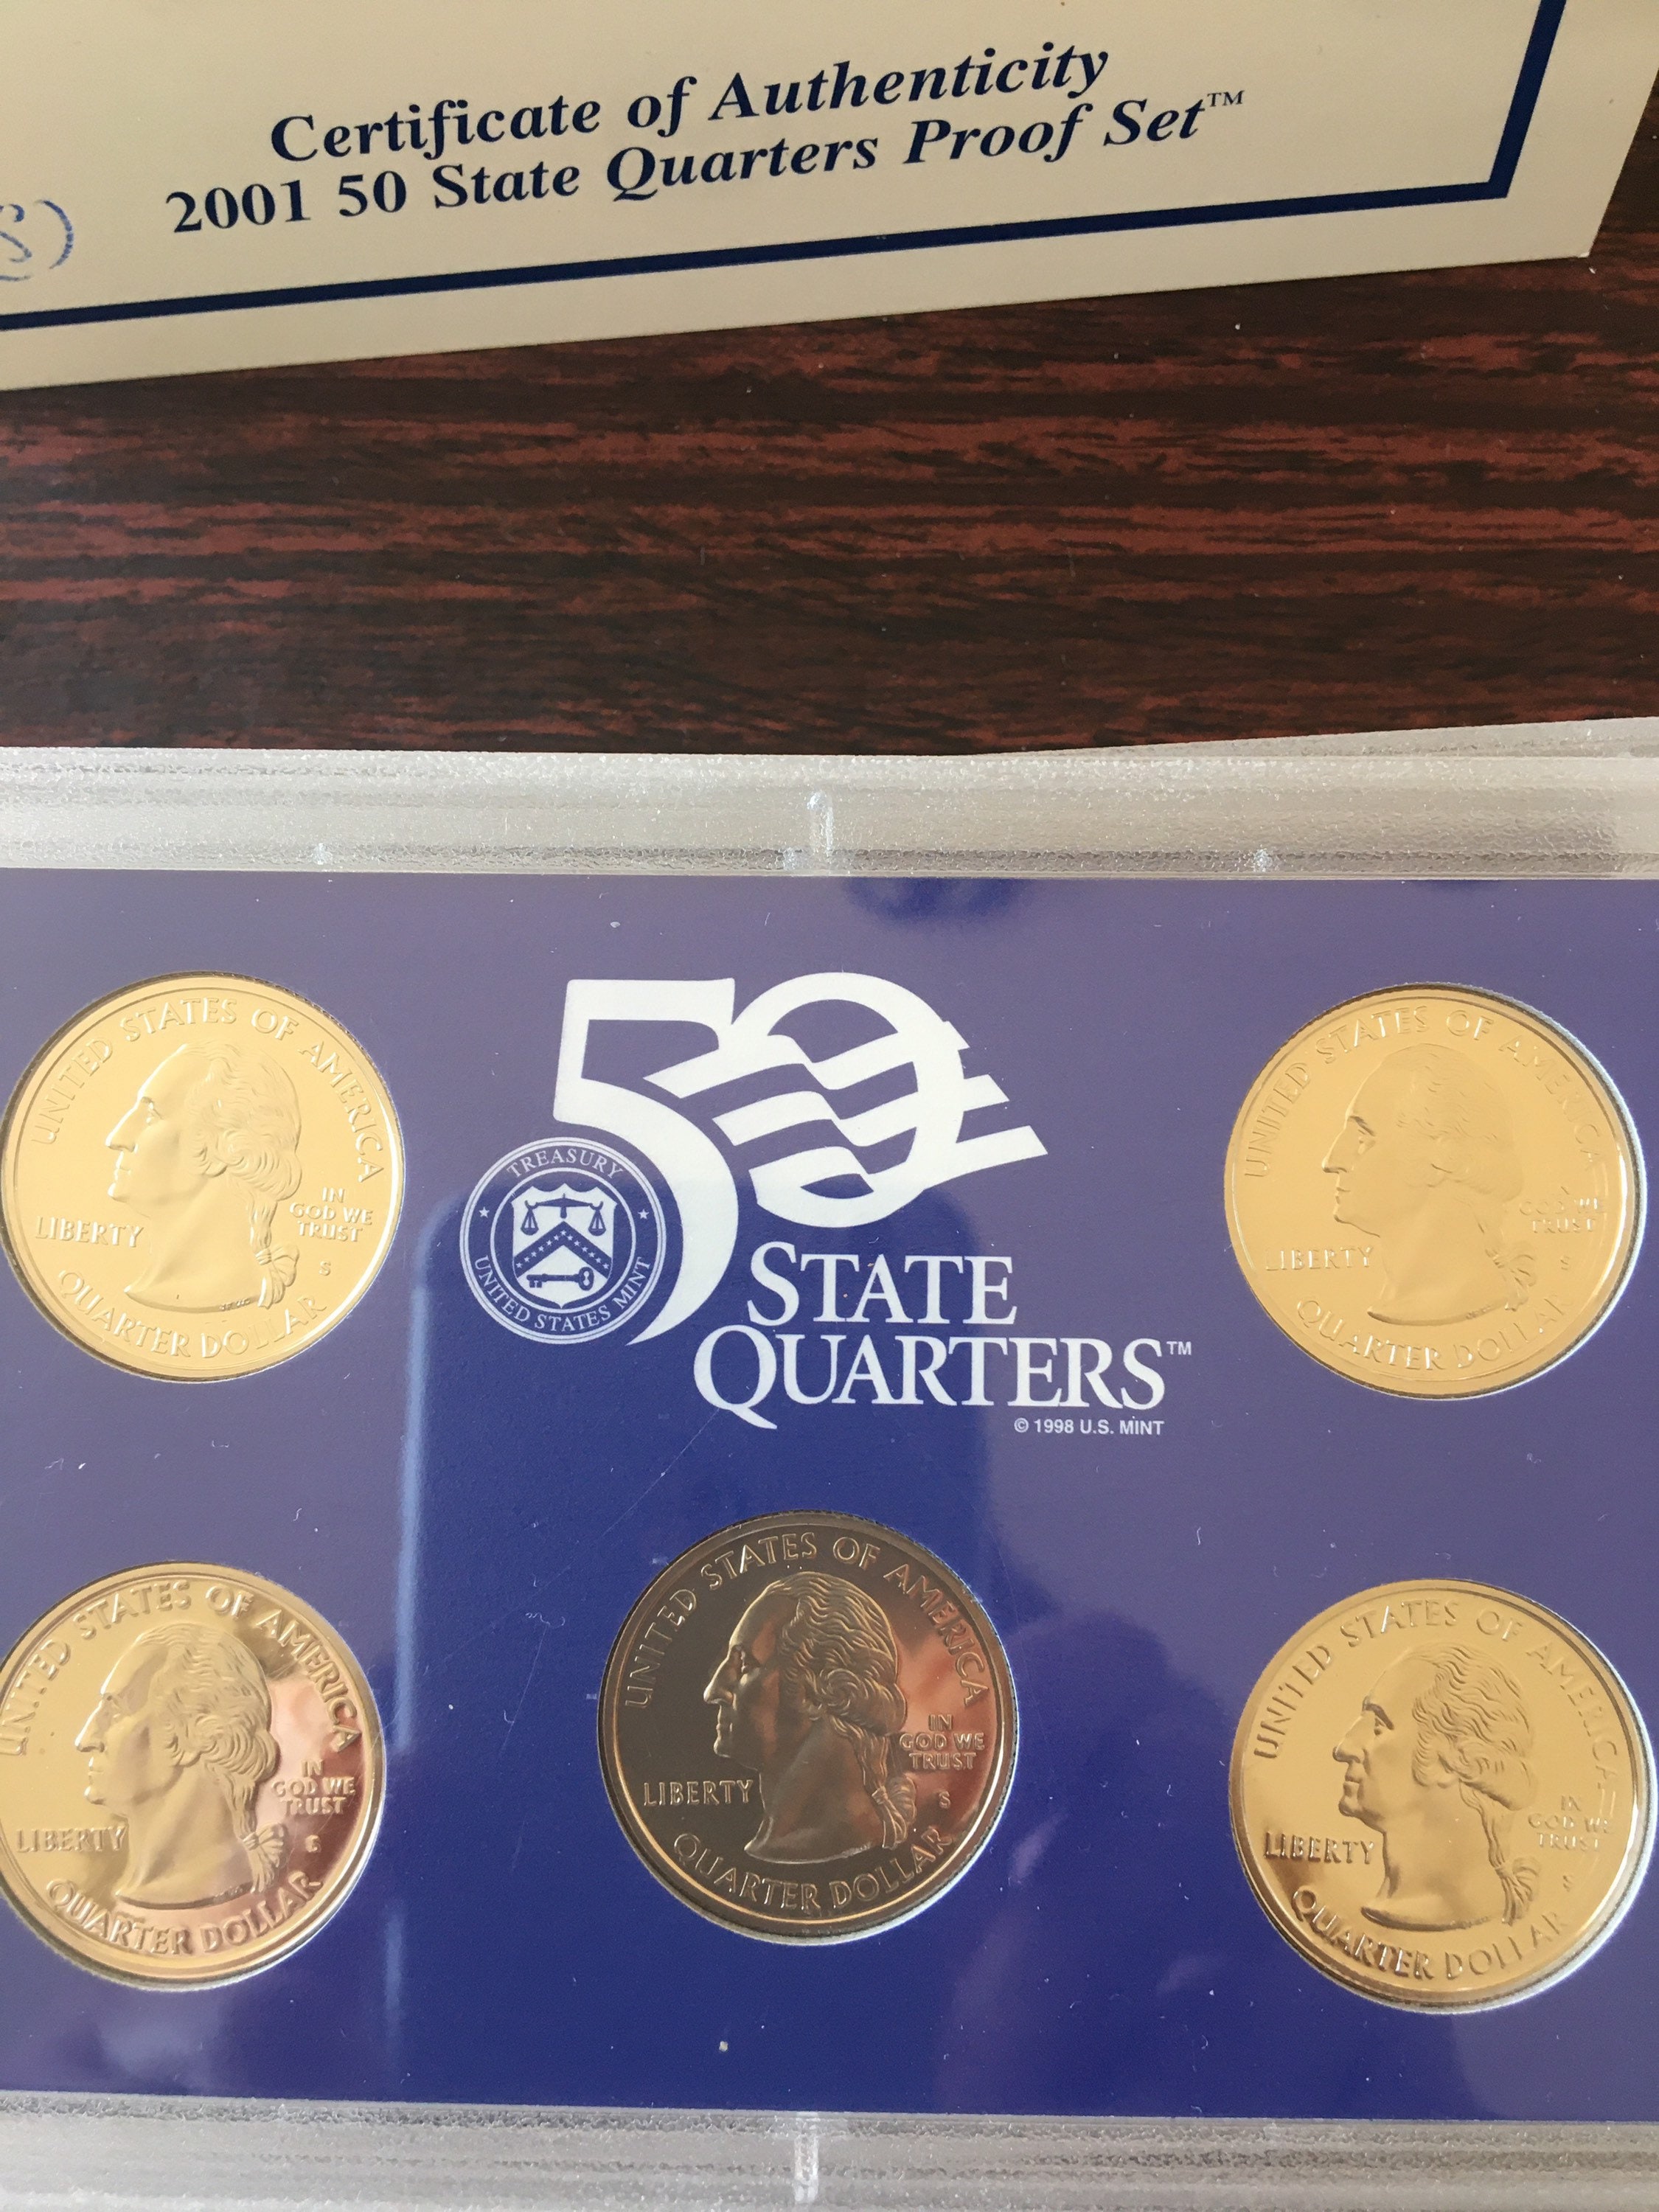 Certificate of Authenticity
2001 50 State Quarters Proof Set™
S)
50
TREASURY
UNITED STATES MINT
STATE
QUARTERS™
© 1998 U.S. MINT
UNITED STATES OF AMERICA
LIBERTY
IN
GOD WE
TRUST
S
QUARTER DOLLAR
UNITED STATES OF AMERICA
LIBERTY
GOD WE
TRUST
S
QUARTER DOLLAR
UNITED STATES OF AMERICA
LIBERTY
IN
GOD WE
TRUST
S
QUARTER DOLLAR
UNITED STATES OF AMERICA
LIBERTY
IN
GOD WE
TRUST
S
QUARTER DOLLAR
UNITED STATES OF AMERICA
LIBERTY
IN
GOD WE
TRUST
S
QUARTER DOLLAR